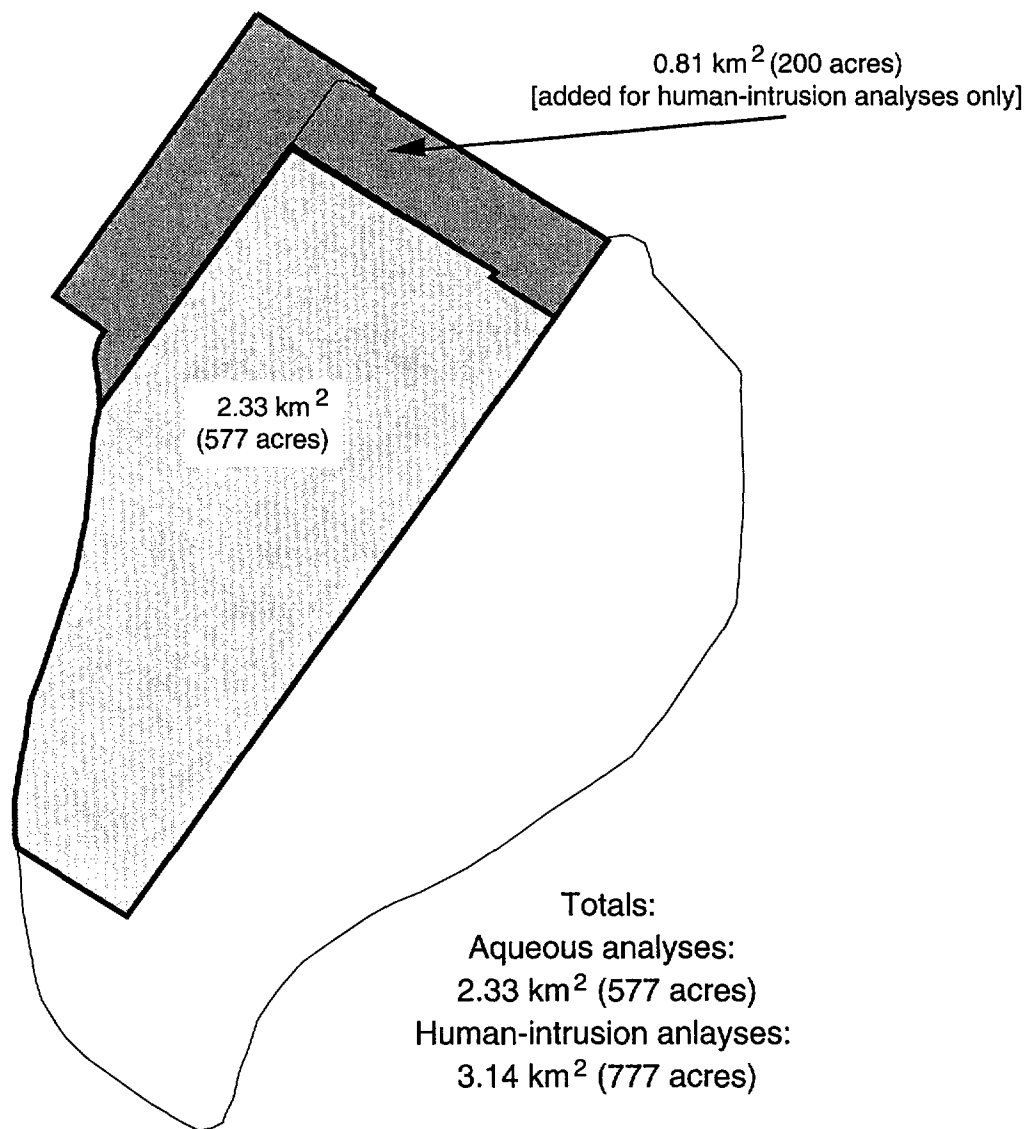 0.81 km² (200 acres)
[added for human-intrusion analyses only]
2.33 km²
(577 acres)
Totals:
Aqueous analyses:
2.33 km² (577 acres)
Human-intrusion anlayses:
3.14 km² (777 acres)